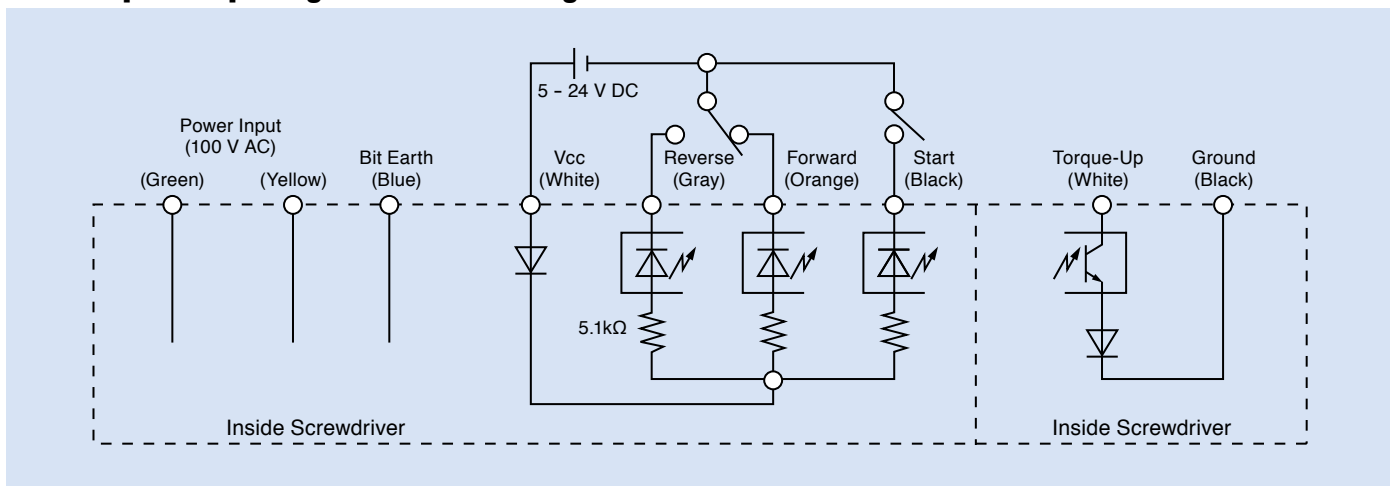 5 – 24 V DC
Power Input
(100 V AC)
(Green)
(Yellow)
Bit Earth
(Blue)
Vcc
(White)
Reverse
(Gray)
Forward
(Orange)
Start
(Black)
Torque-Up
(White)
Ground
(Black)
5.1kΩ
Inside Screwdriver
Inside Screwdriver